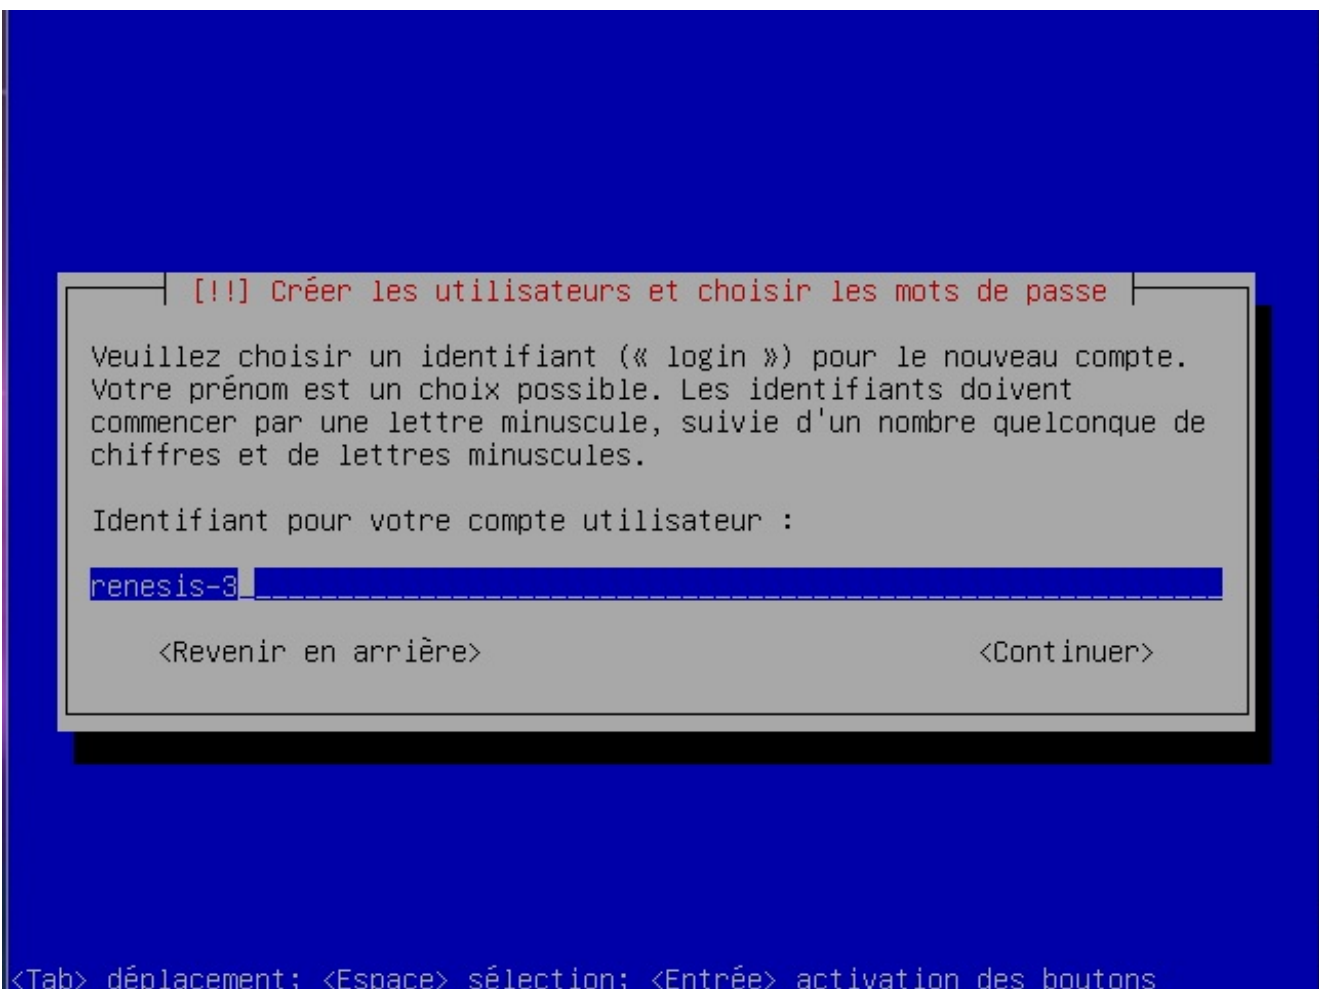 [!!] Créer les utilisateurs et choisir les mots de passe
Veuillez choisir un identifiant (« login ») pour le nouveau compte.
Votre prénom est un choix possible. Les identifiants doivent
commencer par une lettre minuscule, suivie d'un nombre quelconque de
chiffres et de lettres minuscules.
Identifiant pour votre compte utilisateur :
renesis-3
<Revenir en arrière> <Continuer>
<Tab> déplacement; <Espace> sélection; <Entrée> activation des boutons